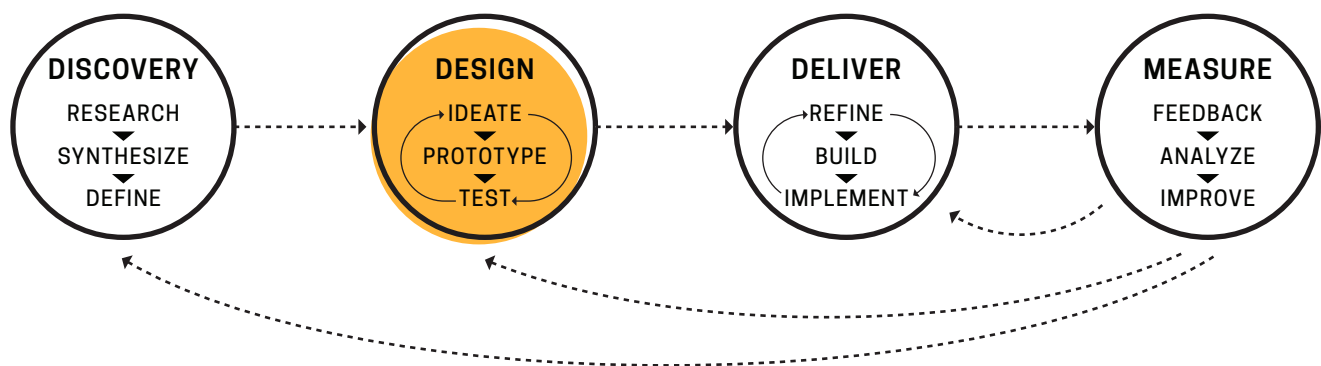 DISCOVERY
RESEARCH
SYNTHESIZE
DEFINE
DESIGN
IDEATE
PROTOTYPE
TEST
DELIVER
REFINE
BUILD
IMPLEMENT
MEASURE
FEEDBACK
ANALYZE
IMPROVE